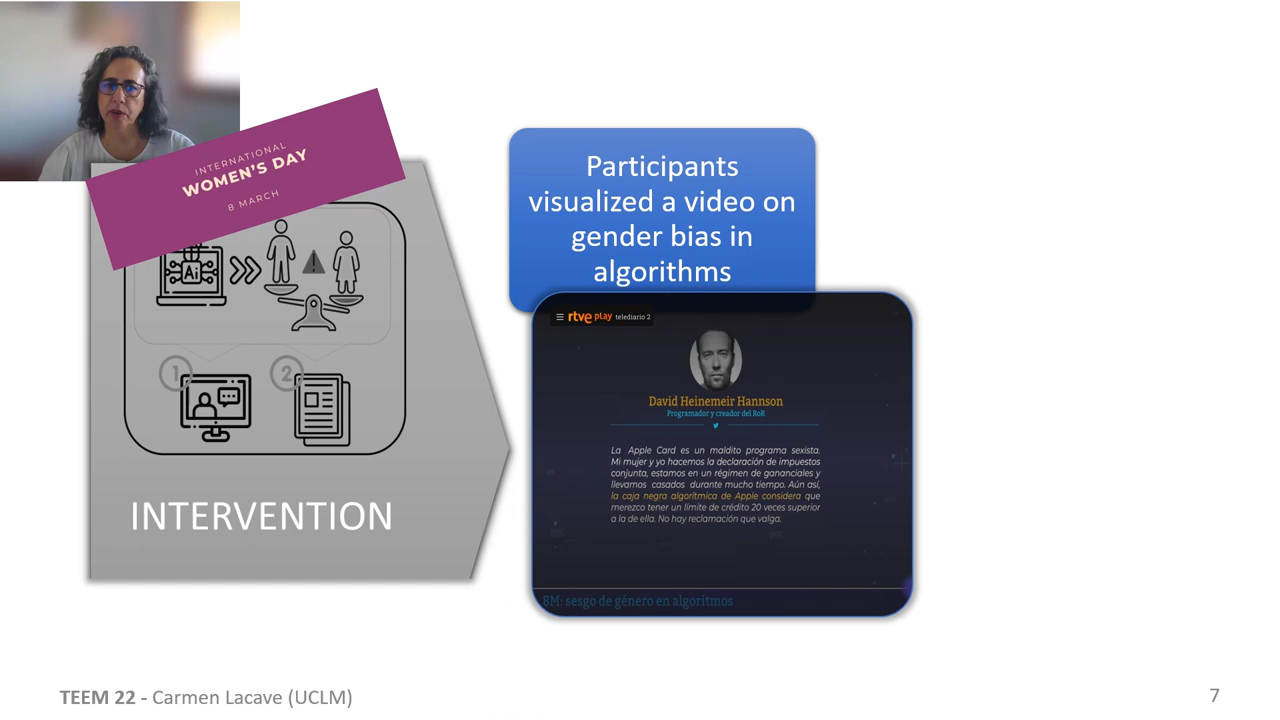 INTERNATIONAL
WOMEN'S DAY
8 MARCH
Ai
1
2
INTERVENTION
Participants
visualized a video on
gender bias in
algorithms
rtve play telediario 2
David Heinemeir Hannson
Programador y creador del RoR
La Apple Card es un maldito programa sexista.
Mi mujer y yo hacemos la declaración de impuestos
conjunta, estamos en un régimen de gananciales y
llevamos casados durante mucho tiempo. Aún así,
la caja negra algorítmica de Apple considera que
merezco tener un límite de crédito 20 veces superior
a la de ella. No hay reclamación que valga.
8M: sesgo de género en algoritmos
TEEM 22 - Carmen Lacave (UCLM)
7